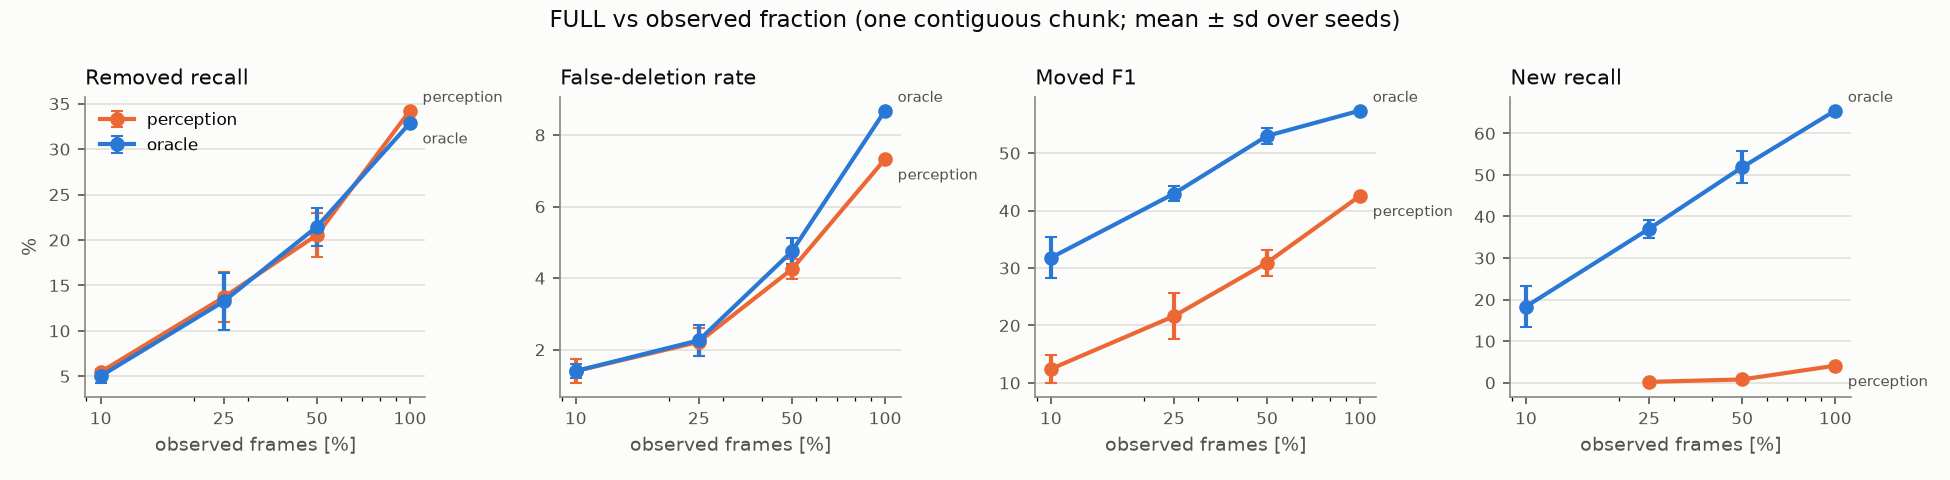 FULL vs observed fraction (one contiguous chunk; mean ± sd over seeds)
Removed recall
%
35
30
25
20
15
10
5
perception
oracle
perception
oracle
10 25 50 100
observed frames [%]
False-deletion rate
8
6
4
2
oracle
perception
10 25 50 100
observed frames [%]
Moved F1
50
40
30
20
10
oracle
perception
10 25 50 100
observed frames [%]
New recall
60
50
40
30
20
10
0
oracle
perception
10 25 50 100
observed frames [%]